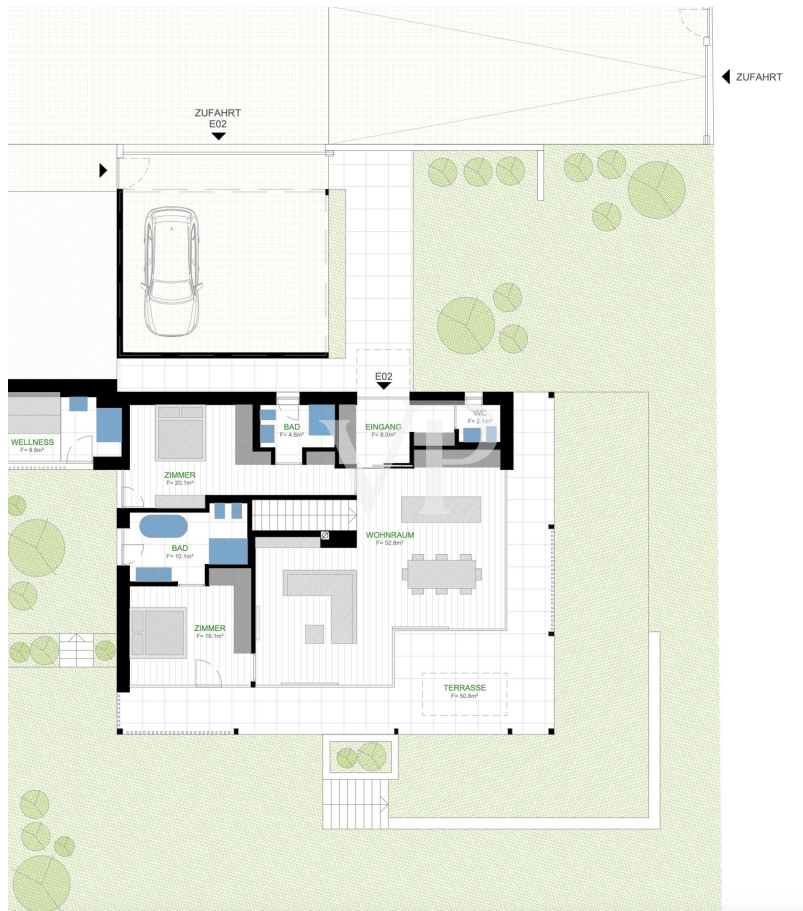 ZUFAHRT
ZUFAHRT
E02
E02
BAD
F= 4.6m²
EINGANG
F= 8.0m²
WC
F= 2.1m²
WELLNESS
F= 9.6m²
ZIMMER
F= 20.1m²
WOHNRAUM
F= 52.6m²
BAD
F= 10.1m²
ZIMMER
F= 16.1m²
TERRASSE
F= 50.8m²
VP